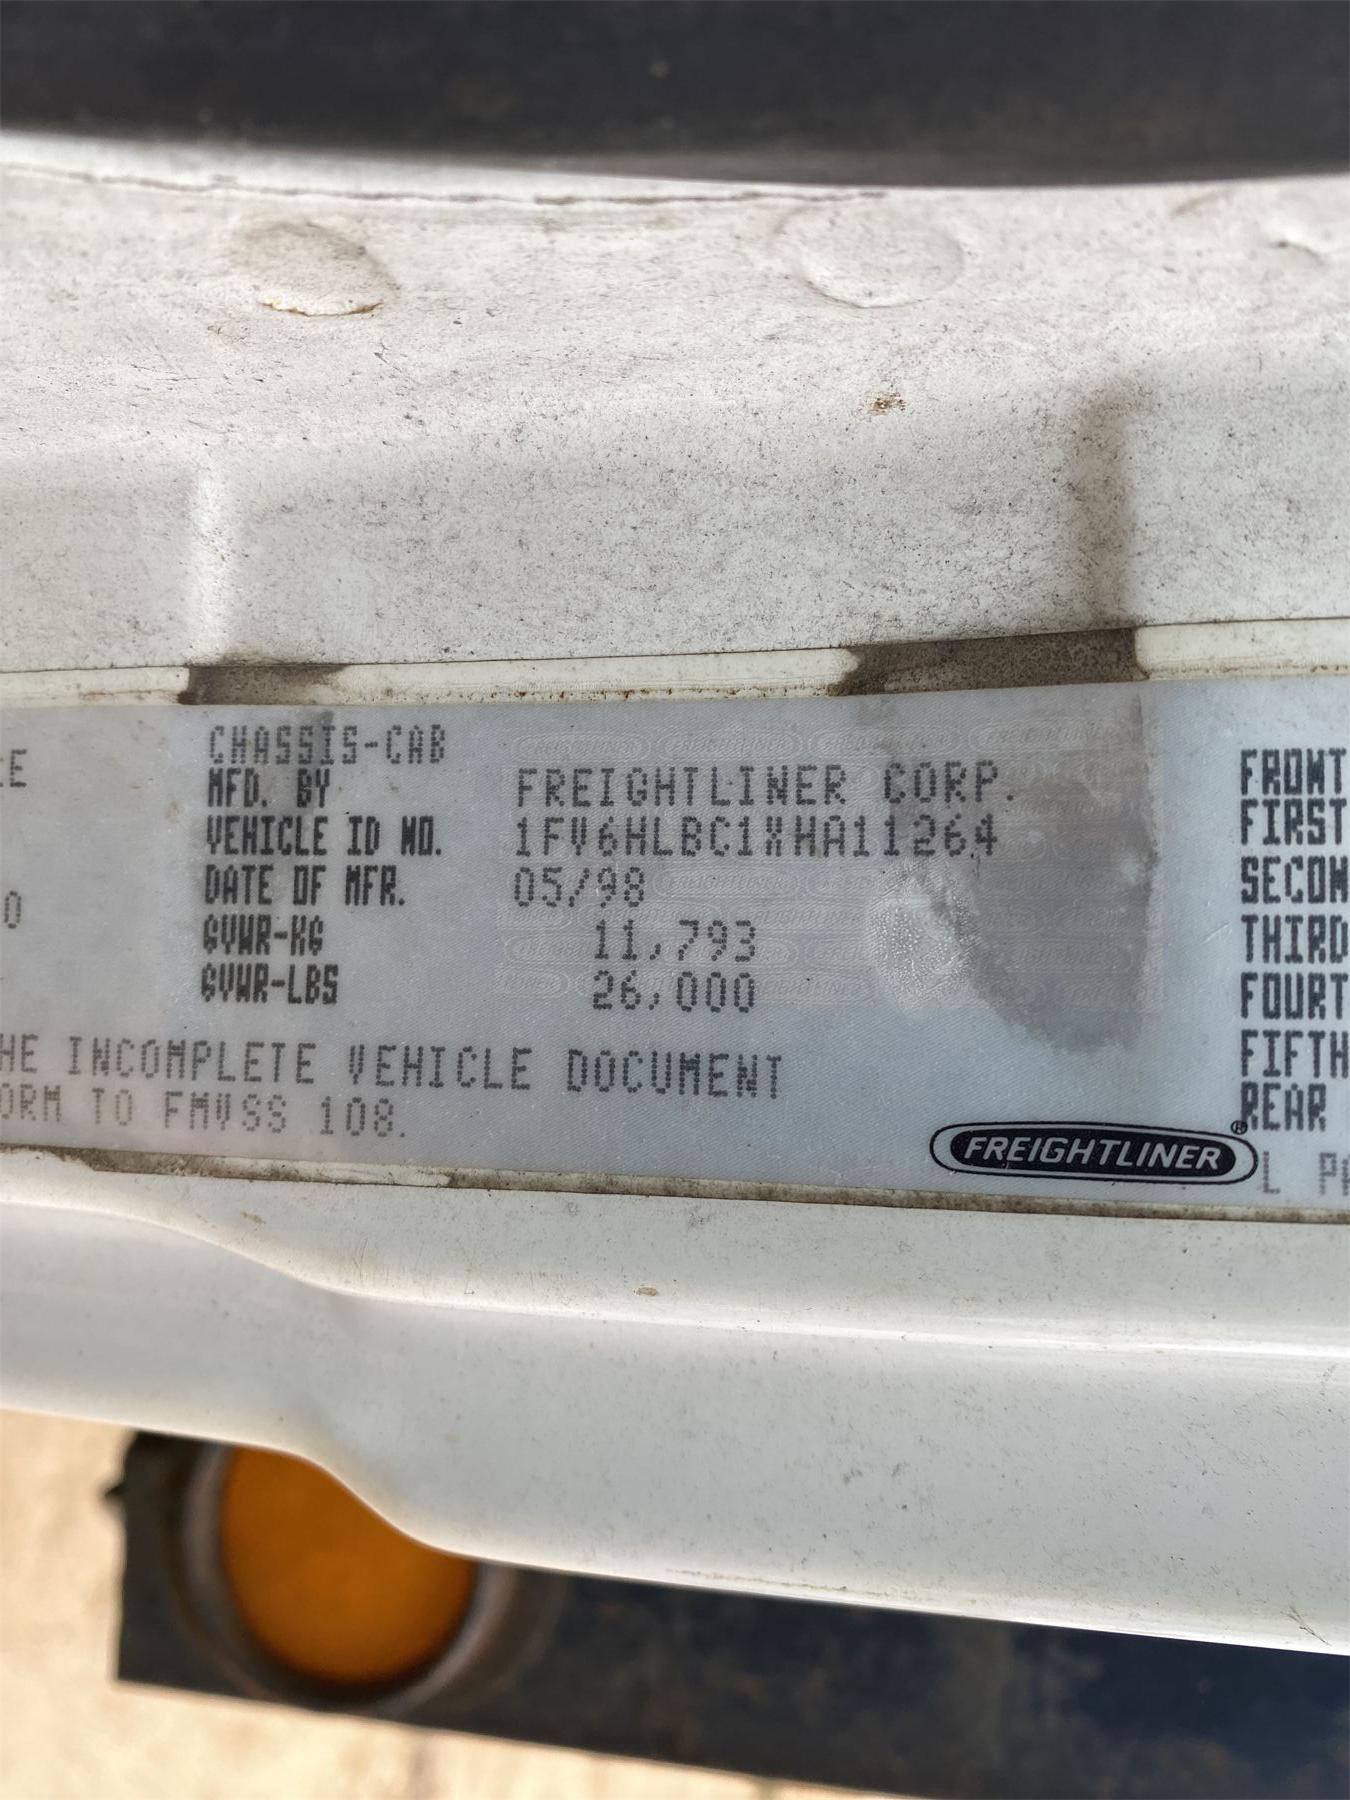 CHASSIS-CAB
MFD. BY FREIGHTLINER CORP.
VEHICLE ID NO. 1FV6HLBC1XHA11264
DATE OF MFR. 05/98
GVWR-KG 11,793
GVWR-LBS 26,000
HE INCOMPLETE VEHICLE DOCUMENT
ORM TO FMVSS 108.
FREIGHTLINER®
FRONT
FIRST
SECON
THIRD
FOURT
FIFTH
REAR
L PA